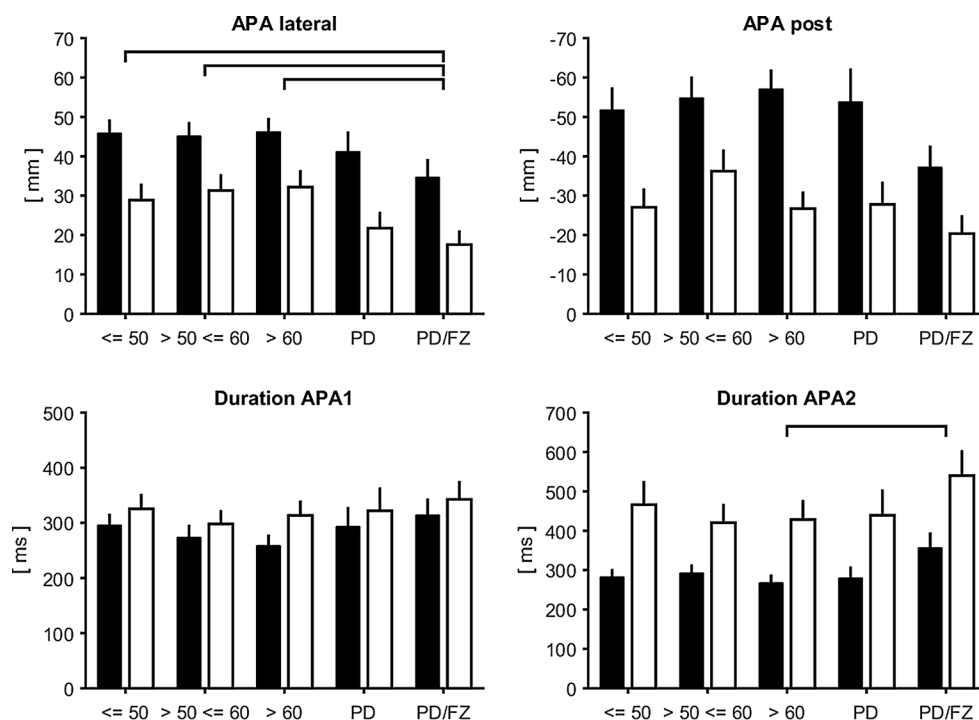 APA lateral
70
60
50
40
30
20
10
0
[ mm ]
<= 50 > 50 <= 60 > 60 PD PD/FZ
APA post
-70
-60
-50
-40
-30
-20
-10
0
[ mm ]
<= 50 > 50 <= 60 > 60 PD PD/FZ
Duration APA1
500
400
300
200
100
0
[ ms ]
<= 50 > 50 <= 60 > 60 PD PD/FZ
Duration APA2
700
600
500
400
300
200
100
0
[ ms ]
<= 50 > 50 <= 60 > 60 PD PD/FZ